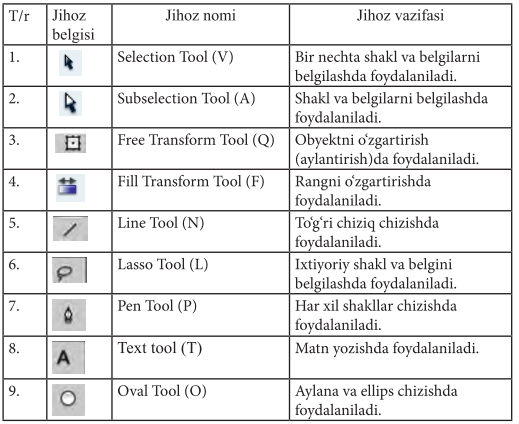 T/r Jihoz belgisi Jihoz nomi Jihoz vazifasi
1. Selection Tool (V) Bir nechta shakl va belgilarni
belgilashda foydalaniladi.
2. Subselection Tool (A) Shakl va belgilarni belgilashda
foydalaniladi.
3. Free Transform Tool (Q) Obyektni o‘zgartirish
(aylantirish)da foydalaniladi.
4. Fill Transform Tool (F) Rangni o‘zgartirishda
foydalaniladi.
5. Line Tool (N) To‘g‘ri chiziq chizishda
foydalaniladi.
6. Lasso Tool (L) Ixtiyoriy shakl va belgini
belgilashda foydalaniladi.
7. Pen Tool (P) Har xil shakllar chizishda
foydalaniladi.
8. Text tool (T) Matn yozishda foydalaniladi.
9. Oval Tool (O) Aylana va ellips chizishda
foydalaniladi.